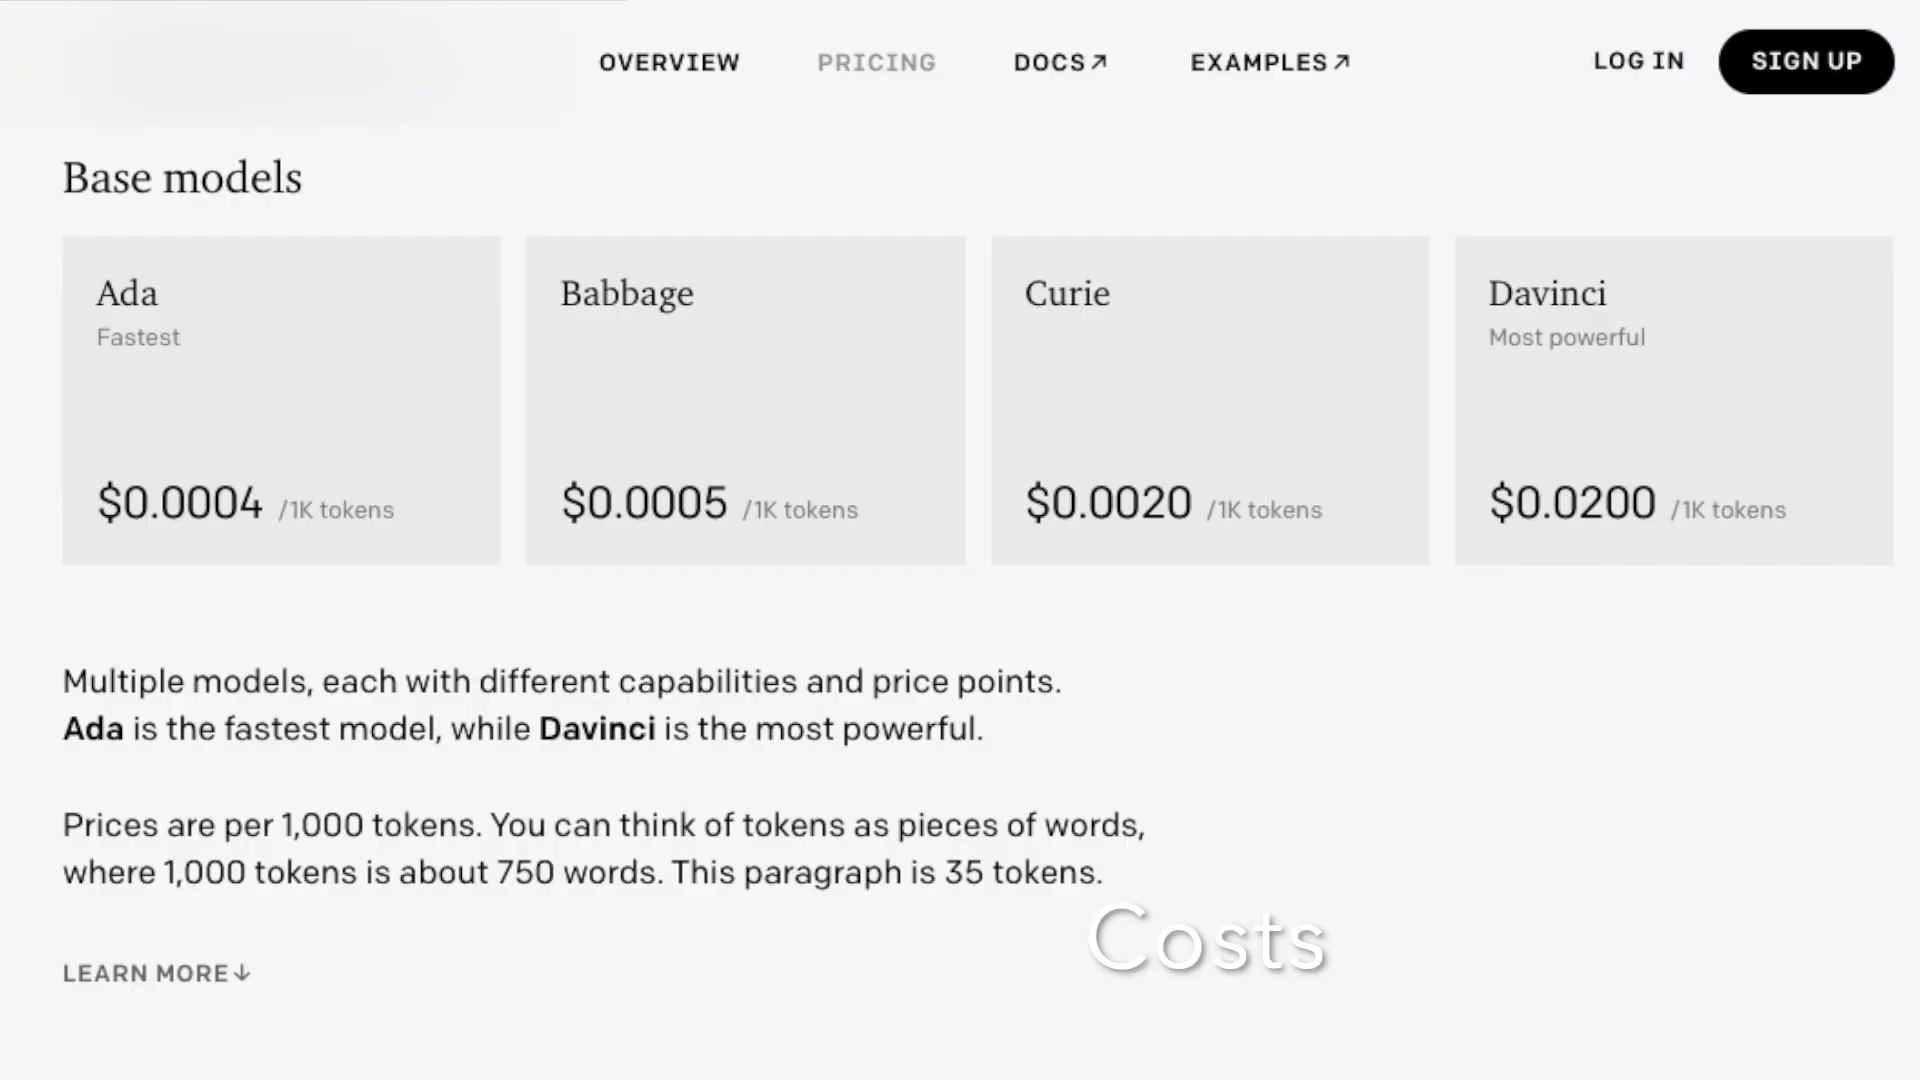 OVERVIEW PRICING DOCS↗ EXAMPLES↗ LOG IN SIGN UP
Base models
Ada
Fastest
$0.0004 /1K tokens
Babbage
$0.0005 /1K tokens
Curie
$0.0020 /1K tokens
Davinci
Most powerful
$0.0200 /1K tokens
Multiple models, each with different capabilities and price points.
Ada is the fastest model, while Davinci is the most powerful.
Prices are per 1,000 tokens. You can think of tokens as pieces of words,
where 1,000 tokens is about 750 words. This paragraph is 35 tokens.
Costs
LEARN MORE↓